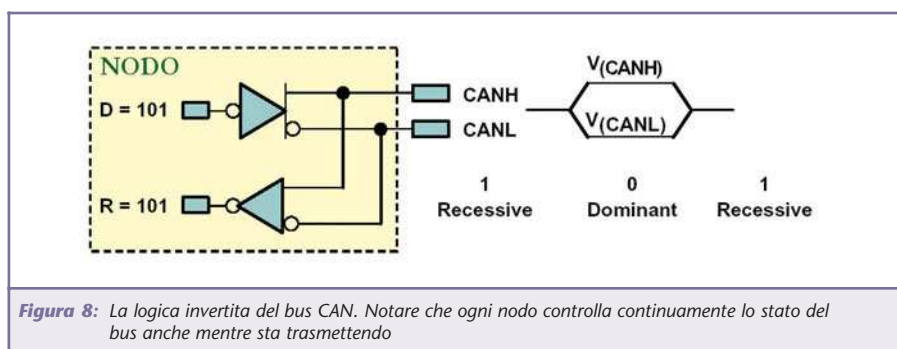 NODO
D = 101
R = 101
CANH
CANL
V(CANH)
V(CANL)
1 0 1
Recessive Dominant Recessive
Figura 8: La logica invertita del bus CAN. Notare che ogni nodo controlla continuamente lo stato del
bus anche mentre sta trasmettendo